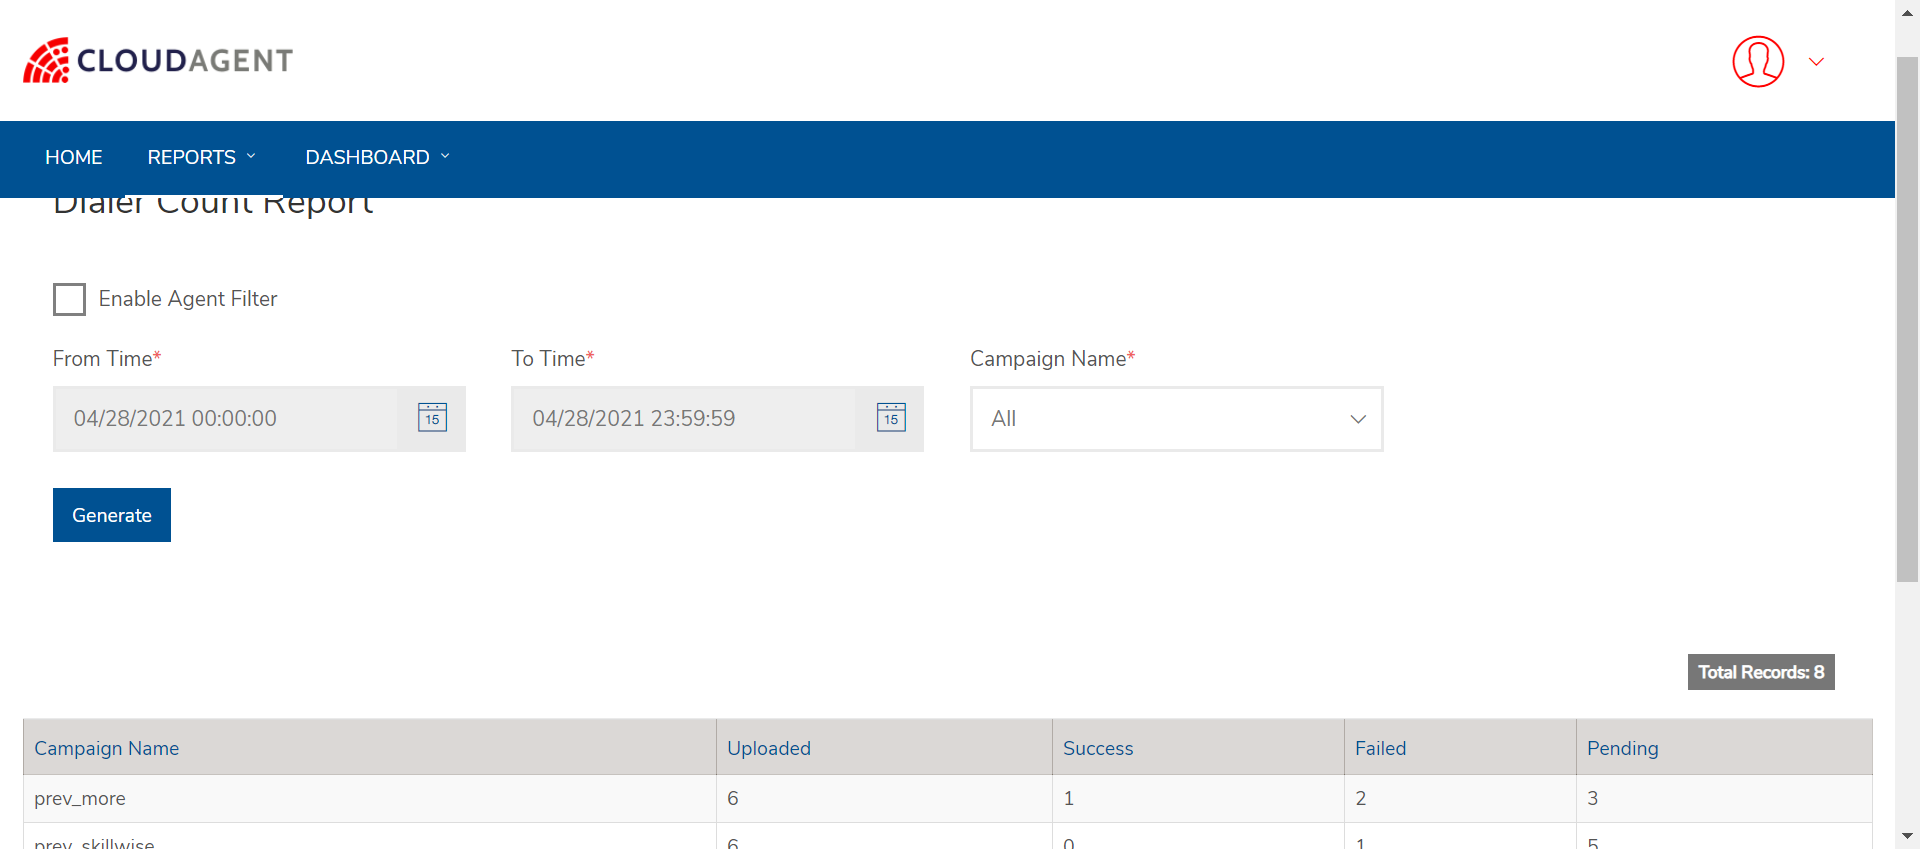 CLOUDAGENT
HOME REPORTS DASHBOARD
Dialer Count Report
Enable Agent Filter
From Time* To Time* Campaign Name*
04/28/2021 00:00:00 15 04/28/2021 23:59:59 15 All
Generate
Total Records: 8
Campaign Name Uploaded Success Failed Pending
prev_more 6 1 2 3
prev_skillwise 6 0 1 5